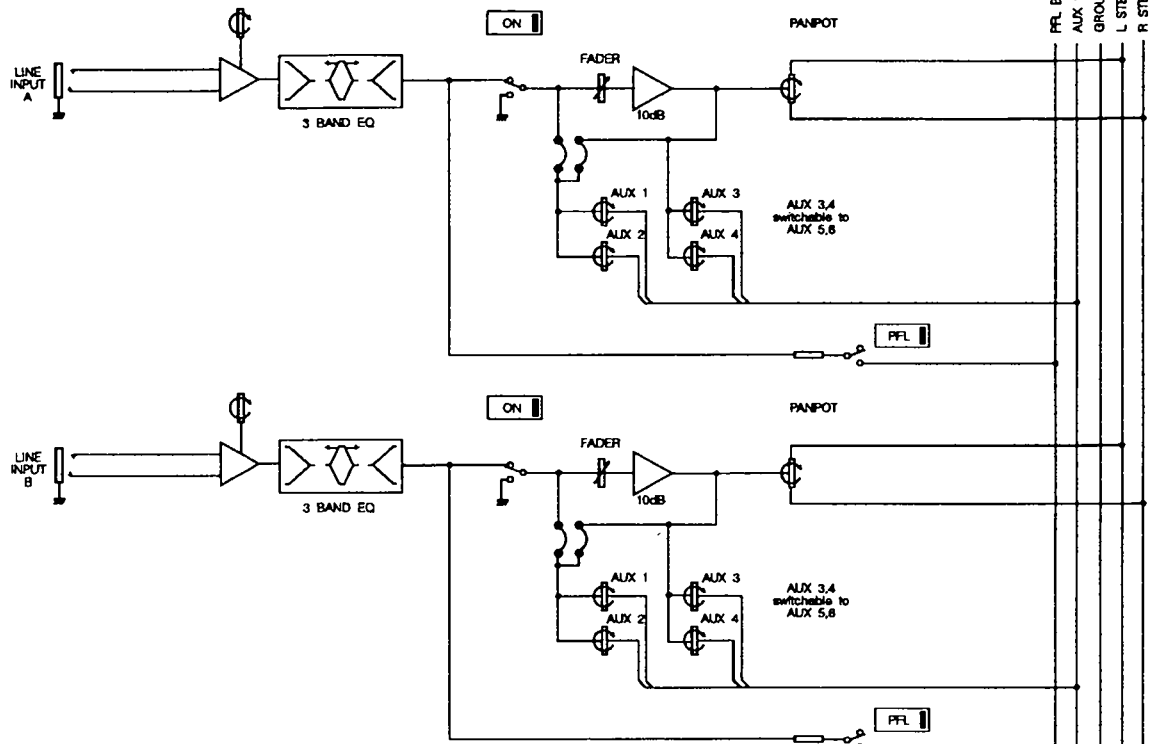 ON
PANPOT
PFL
AUX
L
R
LINE
INPUT
A
FADER
10dB
3 BAND EQ
AUX 1
AUX 3
AUX 2
AUX 4
AUX 3,4
switchable to
AUX 5,6
PFL
ON
PANPOT
LINE
INPUT
B
FADER
10dB
3 BAND EQ
AUX 1
AUX 3
AUX 2
AUX 4
AUX 3,4
switchable to
AUX 5,6
PFL